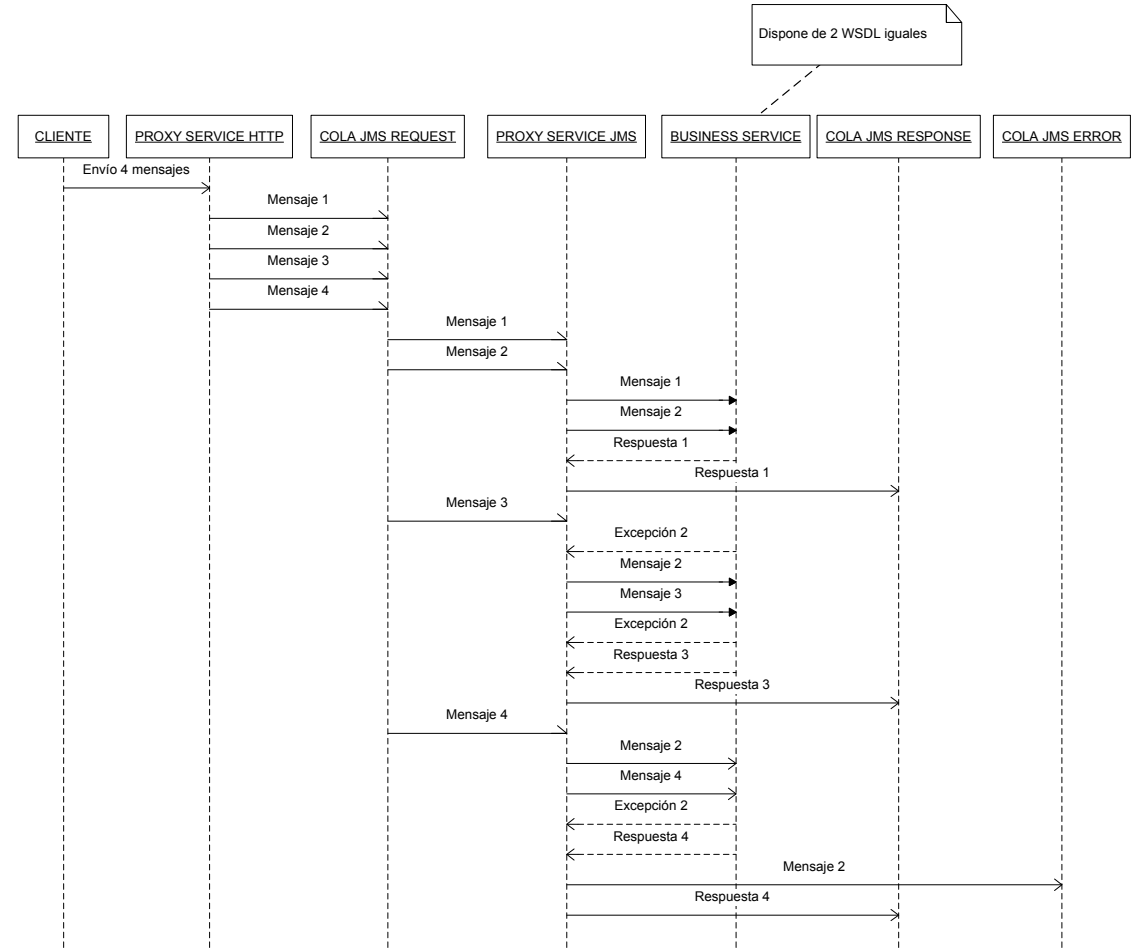 Dispone de 2 WSDL iguales
CLIENTE
PROXY SERVICE HTTP
COLA JMS REQUEST
PROXY SERVICE JMS
BUSINESS SERVICE
COLA JMS RESPONSE
COLA JMS ERROR
Envío 4 mensajes
Mensaje 1
Mensaje 2
Mensaje 3
Mensaje 4
Mensaje 1
Mensaje 2
Mensaje 1
Mensaje 2
Respuesta 1
Respuesta 1
Mensaje 3
Excepción 2
Mensaje 2
Mensaje 3
Excepción 2
Respuesta 3
Respuesta 3
Mensaje 4
Mensaje 2
Mensaje 4
Excepción 2
Respuesta 4
Mensaje 2
Respuesta 4